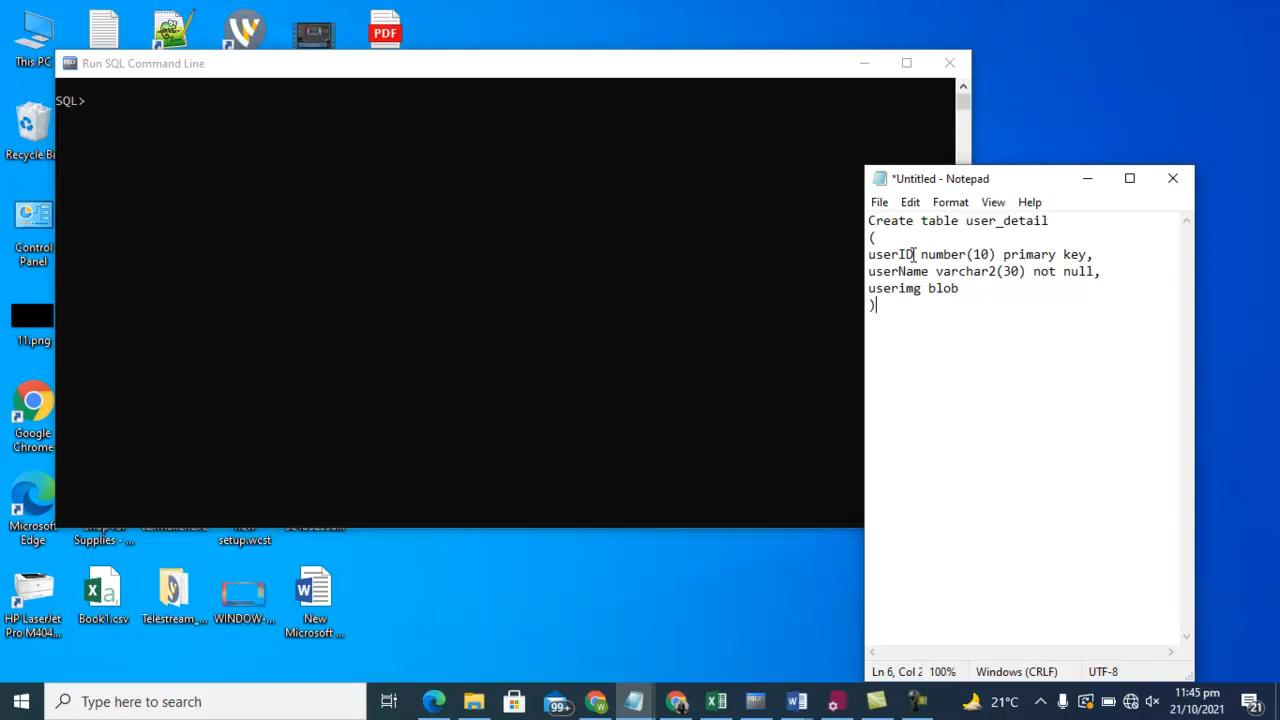 This PC
PDF
Run SQL Command Line
SQL>
Recycle Bi
*Untitled - Notepad
File Edit Format View Help
Create table user_detail
(
userID number(10) primary key,
userName varchar2(30) not null,
userimg blob
)
Control
Panel
11.png
Google
Chrome
Microsoft
Edge
Supplies - ...
setup.wcst
HP LaserJet
Pro M404...
Book1.csv
Telestream_...
WINDOW-...
New
Microsoft ...
Ln 6, Col 2
100%
Windows (CRLF)
UTF-8
Type here to search
99+
21°C
11:45 pm
21/10/2021
21